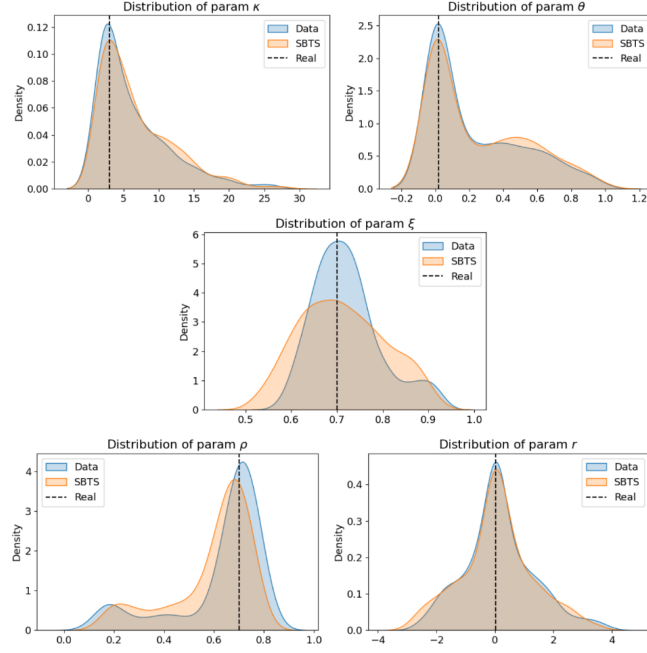 Distribution of param κ
Density
0.12
0.10
0.08
0.06
0.04
0.02
0.00
Data
SBTS
Real
0 5 10 15 20 25 30
Distribution of param θ
Density
2.5
2.0
1.5
1.0
0.5
0.0
Data
SBTS
Real
−0.2 0.0 0.2 0.4 0.6 0.8 1.0 1.2
Distribution of param ξ
Density
6
5
4
3
2
1
0
Data
SBTS
Real
0.5 0.6 0.7 0.8 0.9 1.0
Distribution of param ρ
Density
4
3
2
1
0
Data
SBTS
Real
0.0 0.2 0.4 0.6 0.8 1.0
Distribution of param r
Density
0.4
0.3
0.2
0.1
0.0
Data
SBTS
Real
−4 −2 0 2 4